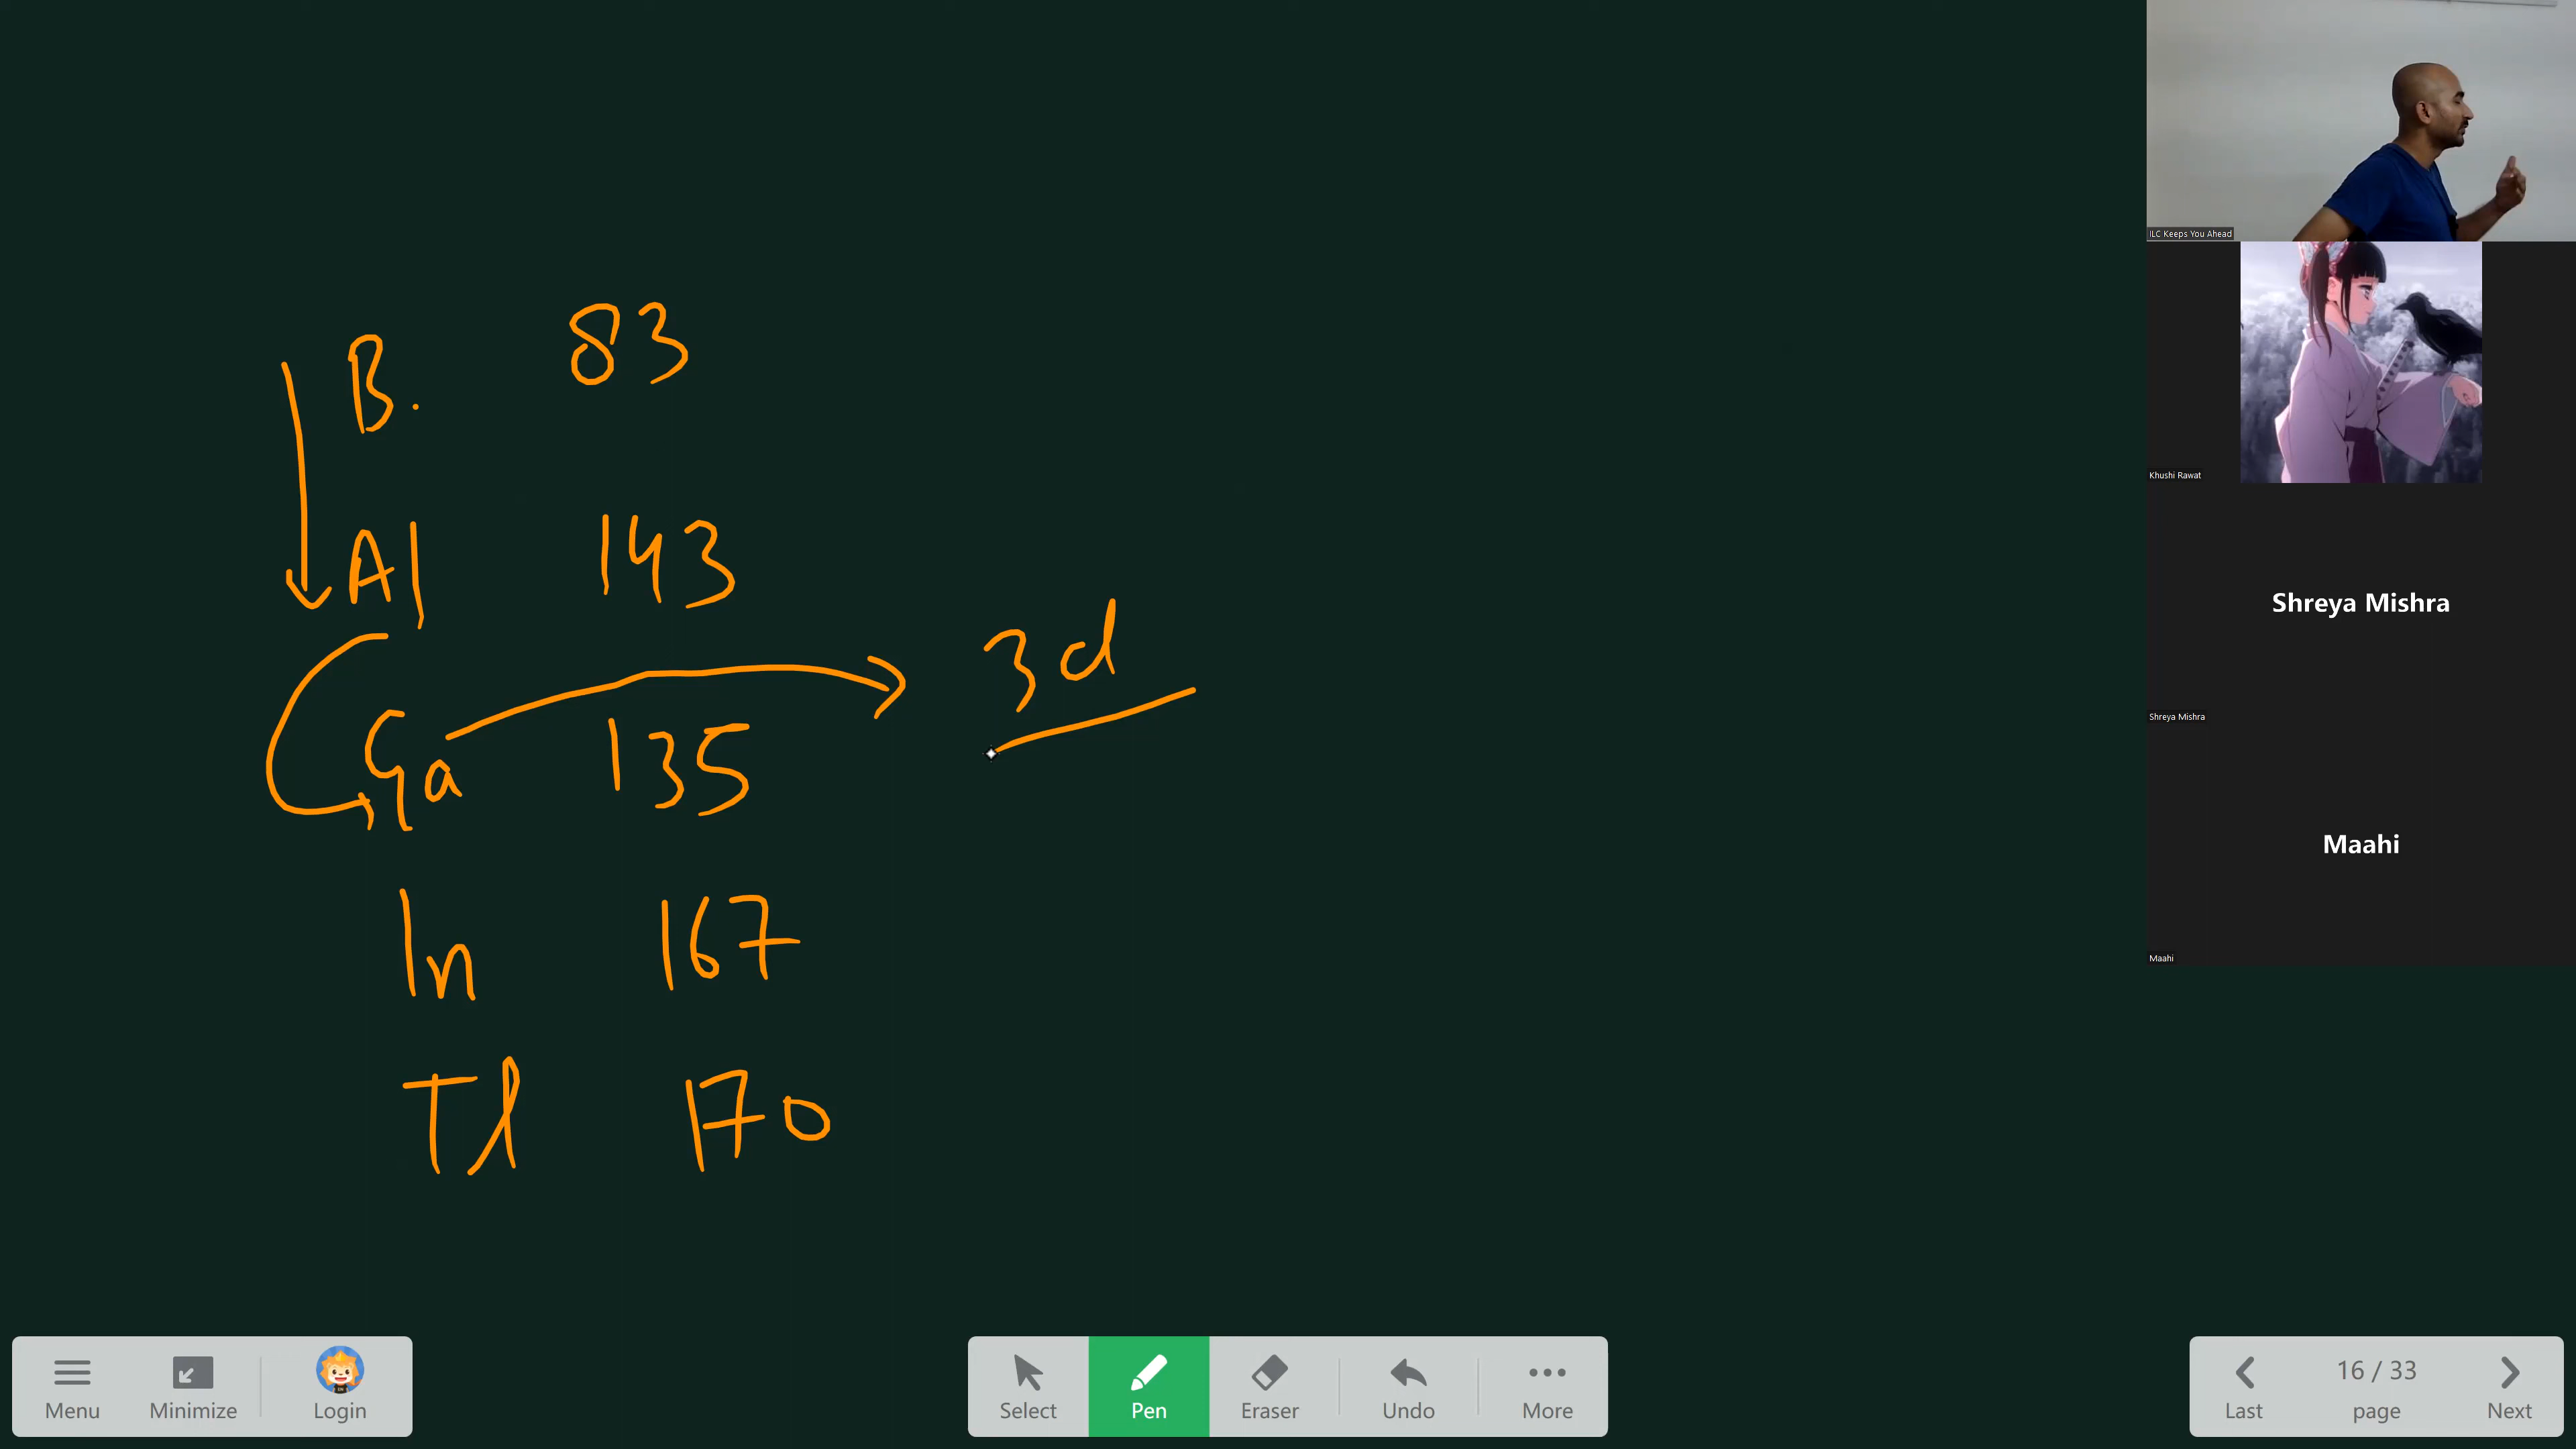 B. 83
Al 143
3d
Ga 135
In 167
Tl 170
ILC Keeps You Ahead
Khushi Rawat
Shreya Mishra
Shreya Mishra
Maahi
Maahi
Menu Minimize Login
Select Pen Eraser Undo More
16 / 33
Last page Next